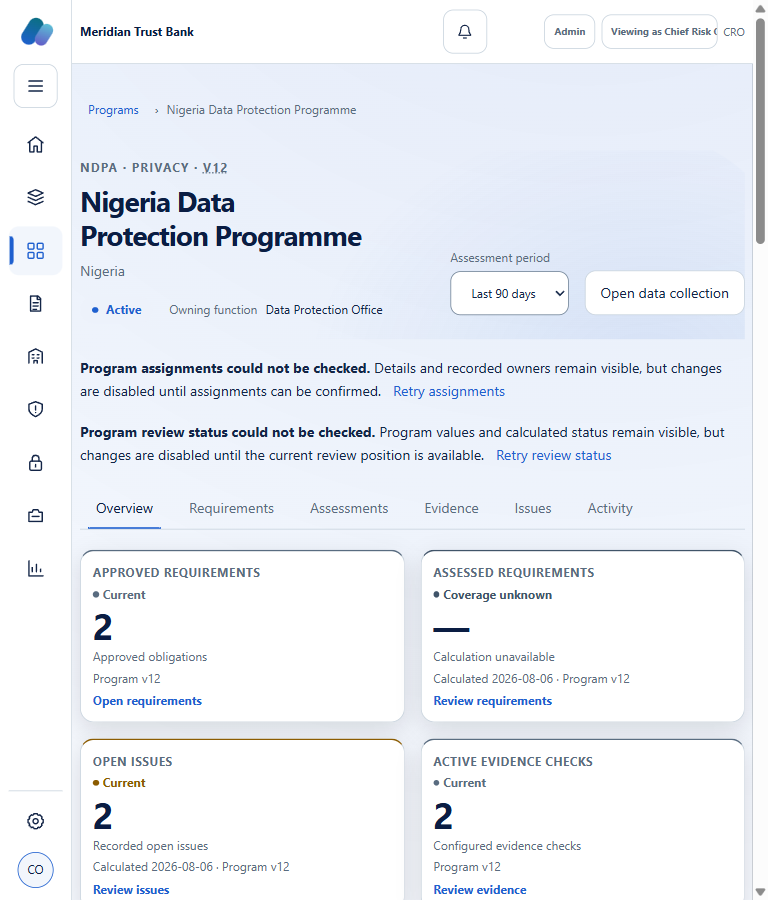 Meridian Trust Bank
Admin
Viewing as Chief Risk
CRO
Programs › Nigeria Data Protection Programme
NDPA · PRIVACY · V12
Nigeria Data
Protection Programme
Nigeria
Active
Owning function Data Protection Office
Assessment period
Last 90 days
Open data collection
Program assignments could not be checked. Details and recorded owners remain visible, but changes
are disabled until assignments can be confirmed. Retry assignments
Program review status could not be checked. Program values and calculated status remain visible, but
changes are disabled until the current review position is available. Retry review status
Overview Requirements Assessments Evidence Issues Activity
APPROVED REQUIREMENTS
Current
2
Approved obligations
Program v12
Open requirements
ASSESSED REQUIREMENTS
Coverage unknown
—
Calculation unavailable
Calculated 2026-08-06 · Program v12
Review requirements
OPEN ISSUES
Current
2
Recorded open issues
Calculated 2026-08-06 · Program v12
Review issues
ACTIVE EVIDENCE CHECKS
Current
2
Configured evidence checks
Program v12
Review evidence
CO